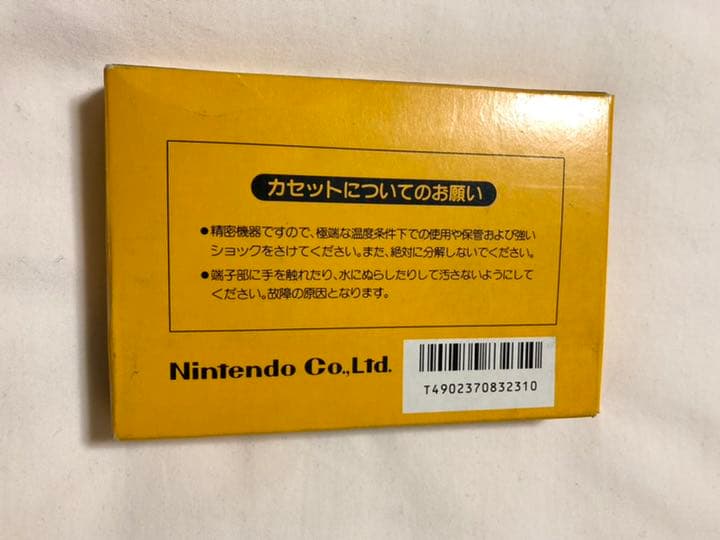 カセットについてのお願い
●精密機器ですので、極端な温度条件下での使用や保管および強い
ショックをさけてください。また、絶対に分解しないでください。
●端子部に手を触れたり、水にぬらしたりして汚さないようにして
ください。故障の原因となります。
Nintendo Co.,Ltd.
T4902370832310